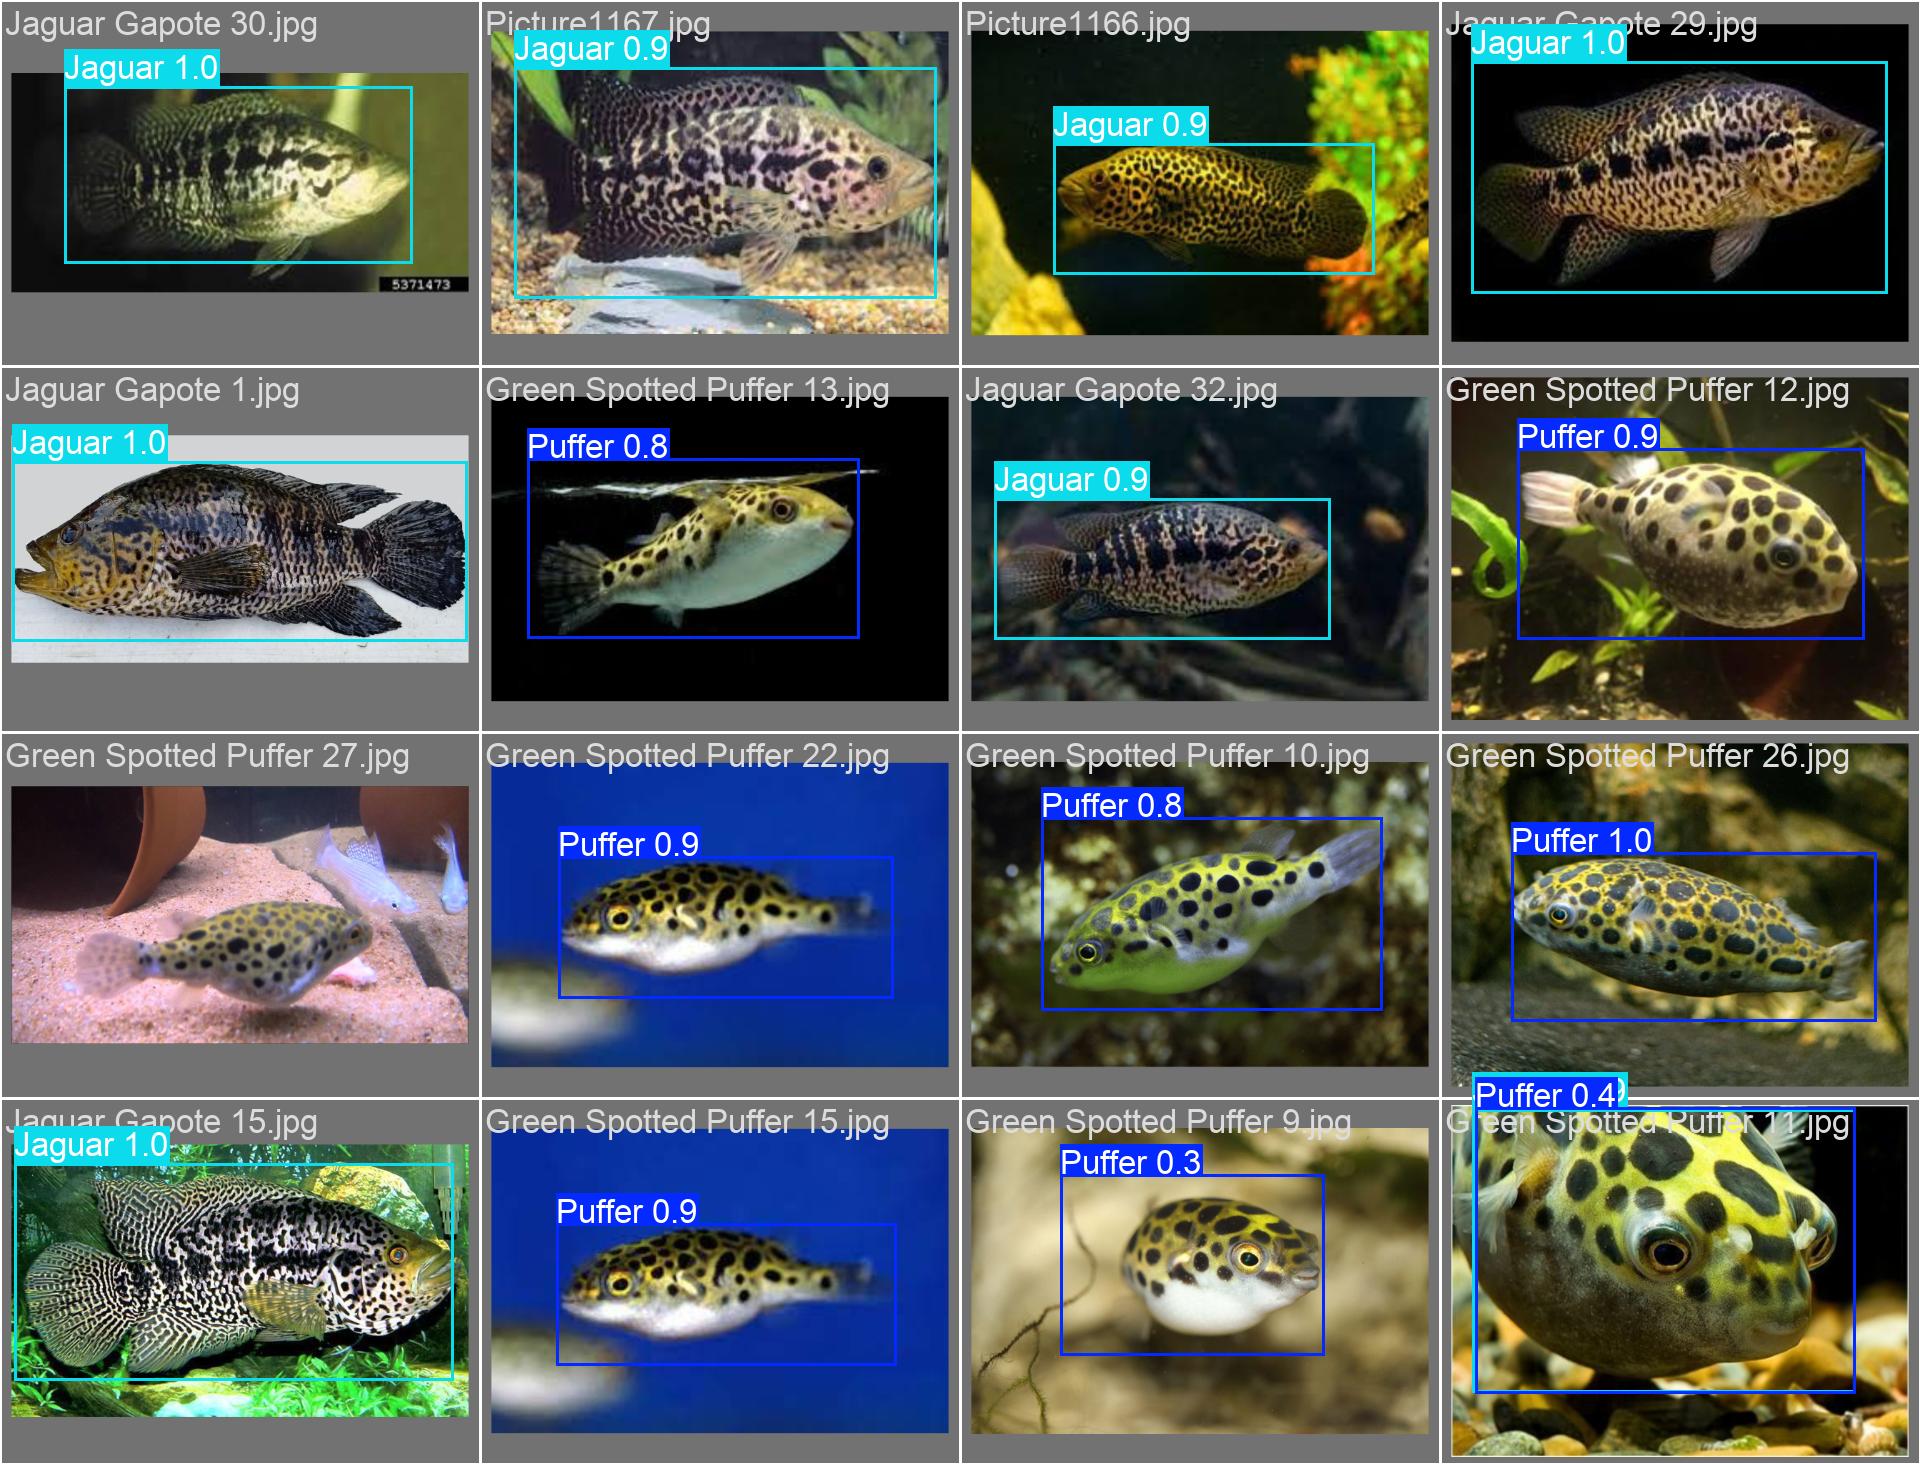 Jaguar Gapote 30.jpg
Jaguar 1.0
5371473
Picture1167.jpg
Jaguar 0.9
Picture1166.jpg
Jaguar 0.9
Jaguar Gapote 29.jpg
Jaguar 1.0
Jaguar Gapote 1.jpg
Jaguar 1.0
Green Spotted Puffer 13.jpg
Puffer 0.8
Jaguar Gapote 32.jpg
Jaguar 0.9
Green Spotted Puffer 12.jpg
Puffer 0.9
Green Spotted Puffer 27.jpg
Green Spotted Puffer 22.jpg
Puffer 0.9
Green Spotted Puffer 10.jpg
Puffer 0.8
Green Spotted Puffer 26.jpg
Puffer 1.0
Jaguar Gapote 15.jpg
Jaguar 1.0
Green Spotted Puffer 15.jpg
Puffer 0.9
Green Spotted Puffer 9.jpg
Puffer 0.3
Puffer 0.4
Green Spotted Puffer 11.jpg